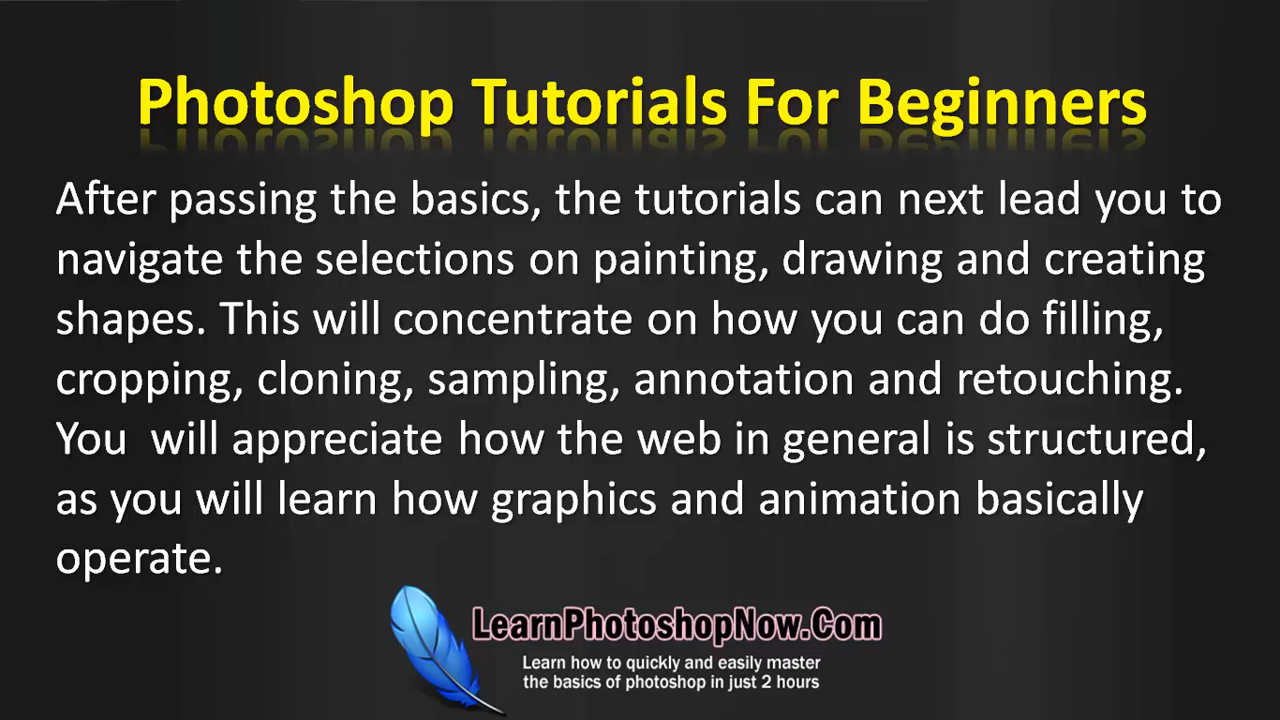 Photoshop Tutorials For Beginners
After passing the basics, the tutorials can next lead you to
navigate the selections on painting, drawing and creating
shapes. This will concentrate on how you can do filling,
cropping, cloning, sampling, annotation and retouching.
You will appreciate how the web in general is structured,
as you will learn how graphics and animation basically
operate.
LearnPhotoshopNow.Com
Learn how to quickly and easily master
the basics of photoshop in just 2 hours